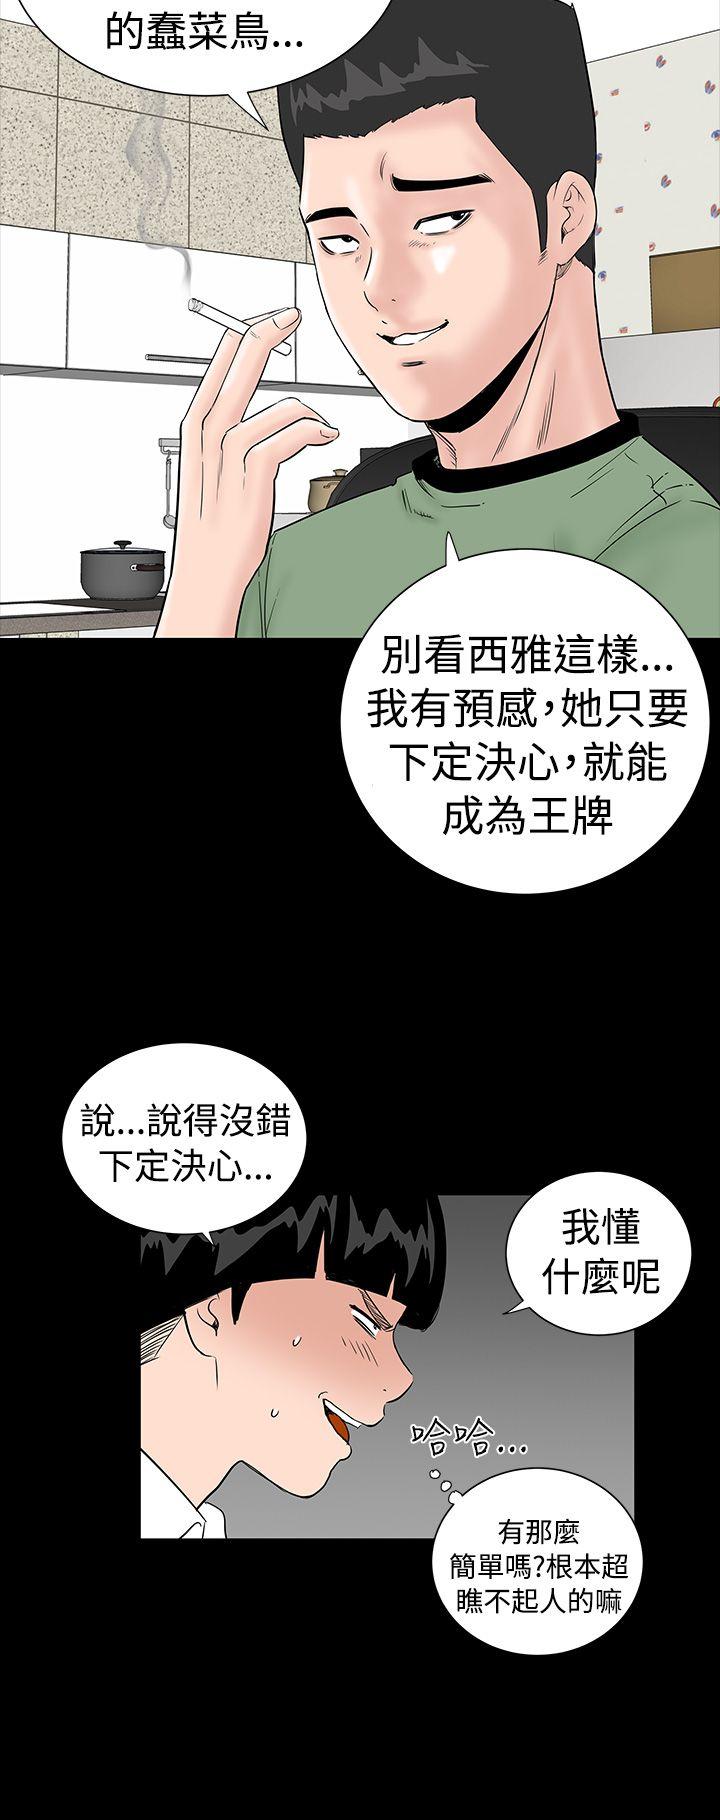 的蠢菜鳥...
別看西雅這樣...
我有預感，她只要
下定決心，就能
成為王牌
說...說得沒錯
下定決心...
我懂
什麼呢
哈哈...
有那麼
簡單嗎?根本超
瞧不起人的嘛